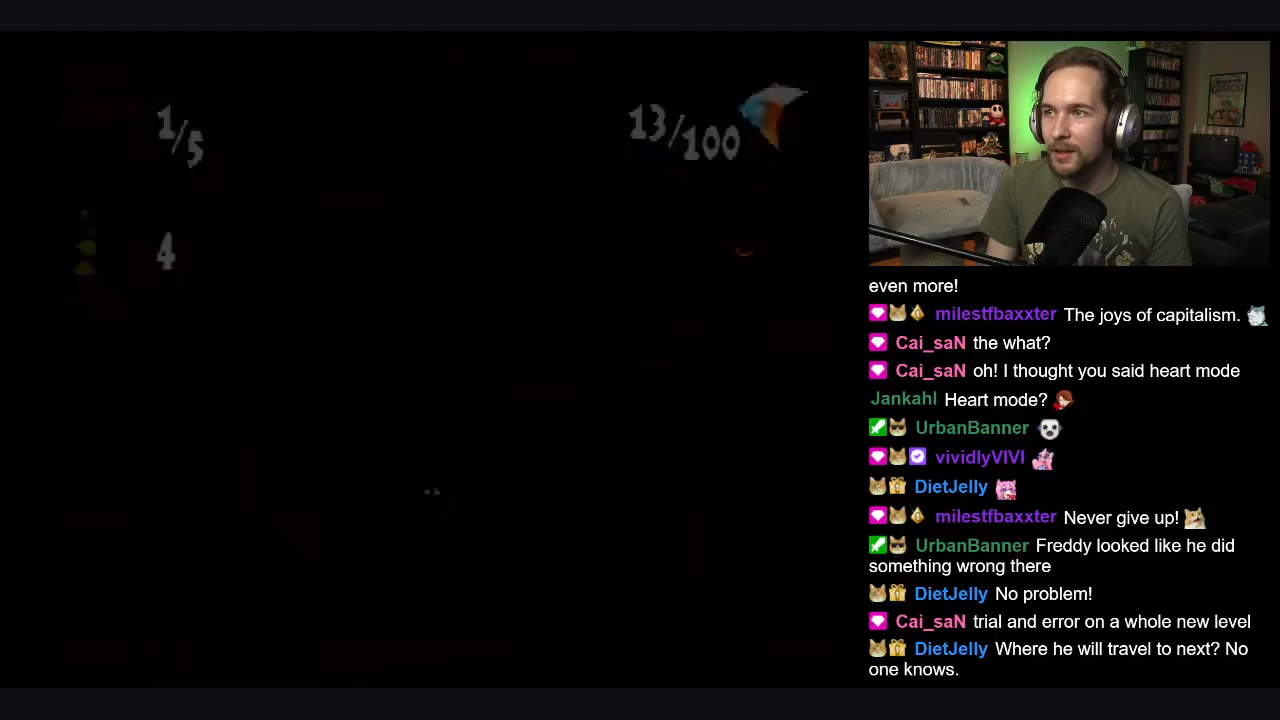 1/5
13/100
4
even more!
milestfbaxxter The joys of capitalism.
Cai_saN the what?
Cai_saN oh! I thought you said heart mode
Jankahl Heart mode?
UrbanBanner
vividlyVIVI
DietJelly
milestfbaxxter Never give up!
UrbanBanner Freddy looked like he did
something wrong there
DietJelly No problem!
Cai_saN trial and error on a whole new level
DietJelly Where he will travel to next? No
one knows.